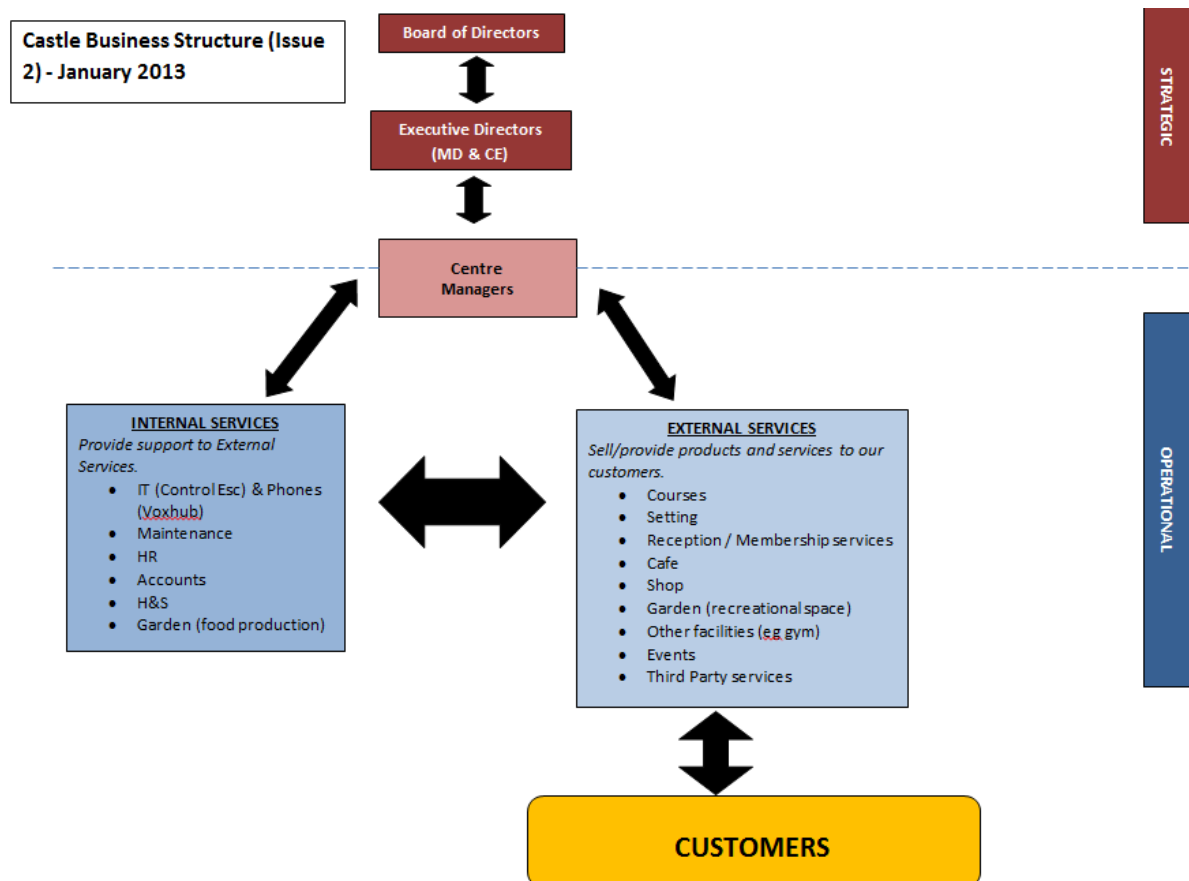 Castle Business Structure (Issue
2) - January 2013
Board of Directors
Executive Directors
(MD & CE)
STRATEGIC
Centre
Managers
INTERNAL SERVICES
Provide support to External
Services.
• IT (Control Esc) & Phones
(Voxhub)
• Maintenance
• HR
• Accounts
• H&S
• Garden (food production)
EXTERNAL SERVICES
Sell/provide products and services to our
customers.
• Courses
• Setting
• Reception / Membership services
• Cafe
• Shop
• Garden (recreational space)
• Other facilities (eg gym)
• Events
• Third Party services
OPERATIONAL
CUSTOMERS